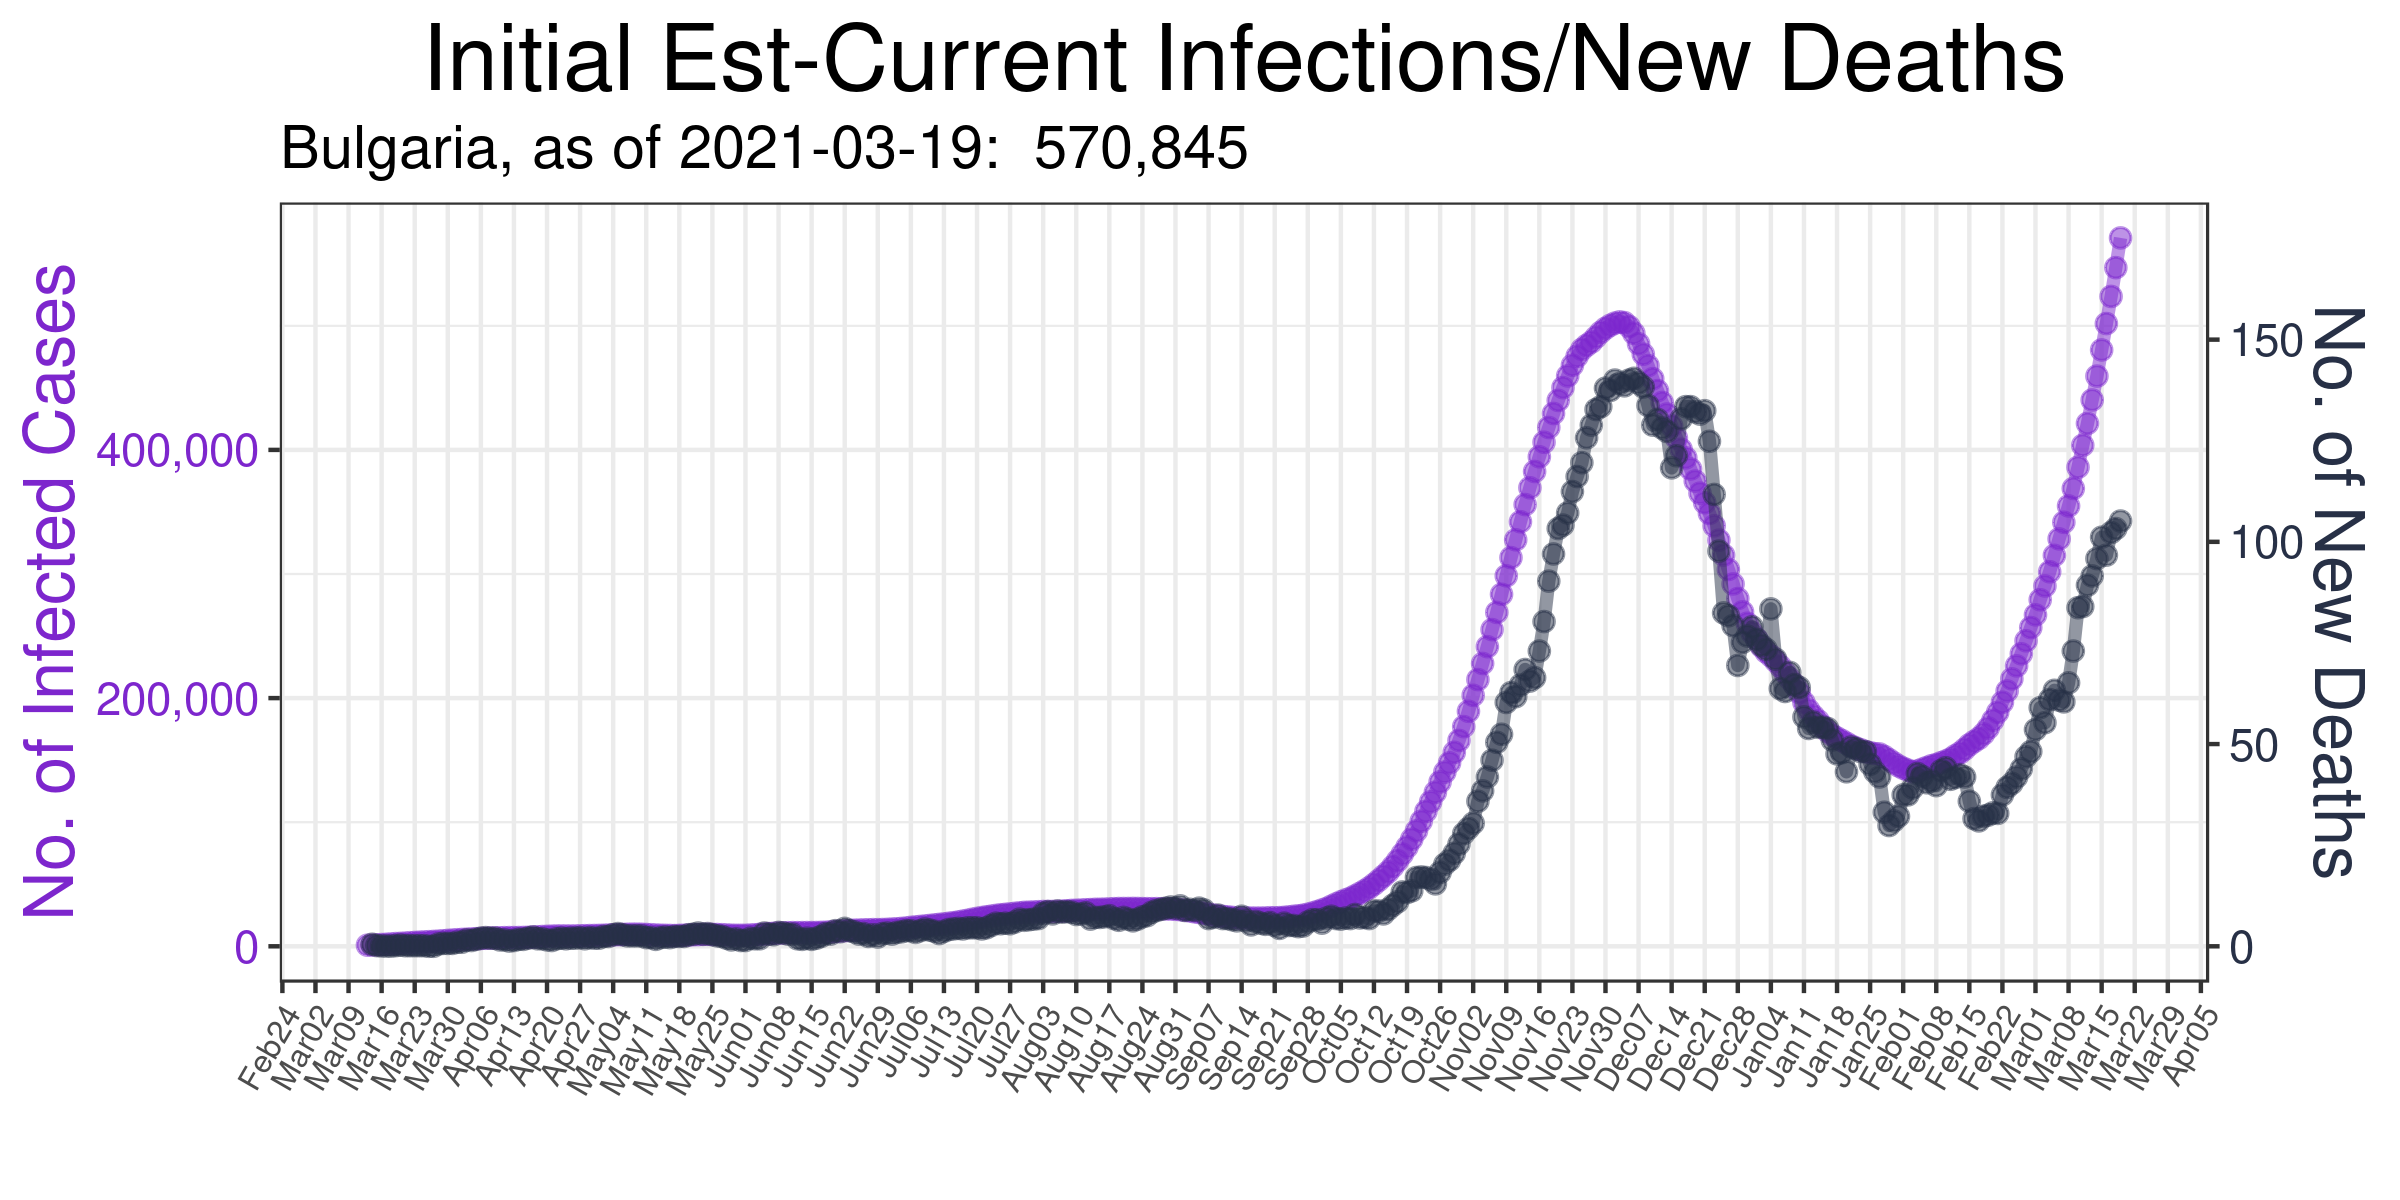 Initial Est-Current Infections/New Deaths
Bulgaria, as of 2021-03-19:  570,845
No. of Infected Cases
400,000
200,000
0
150
100
50
0
No. of New Deaths
Feb24
Mar02
Mar09
Mar16
Mar23
Mar30
Apr06
Apr13
Apr20
Apr27
May04
May11
May18
May25
Jun01
Jun08
Jun15
Jun22
Jun29
Jul06
Jul13
Jul20
Jul27
Aug03
Aug10
Aug17
Aug24
Aug31
Sep07
Sep14
Sep21
Sep28
Oct05
Oct12
Oct19
Oct26
Nov02
Nov09
Nov16
Nov23
Nov30
Dec07
Dec14
Dec21
Dec28
Jan04
Jan11
Jan18
Jan25
Feb01
Feb08
Feb15
Feb22
Mar01
Mar08
Mar15
Mar22
Mar29
Apr05